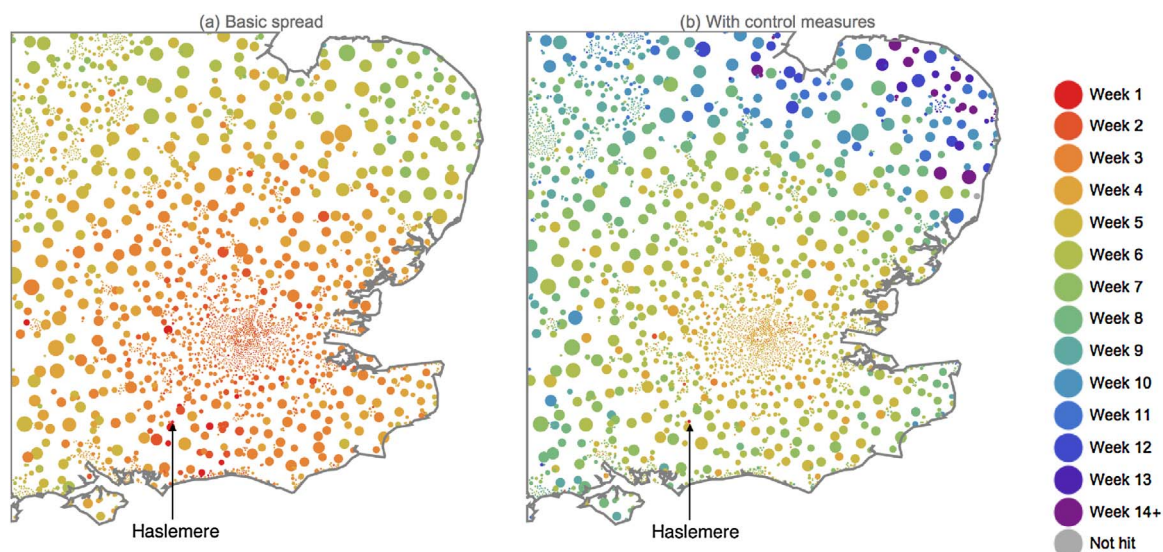 (a) Basic spread
(b) With control measures
Week 1
Week 2
Week 3
Week 4
Week 5
Week 6
Week 7
Week 8
Week 9
Week 10
Week 11
Week 12
Week 13
Week 14+
Not hit
Haslemere
Haslemere